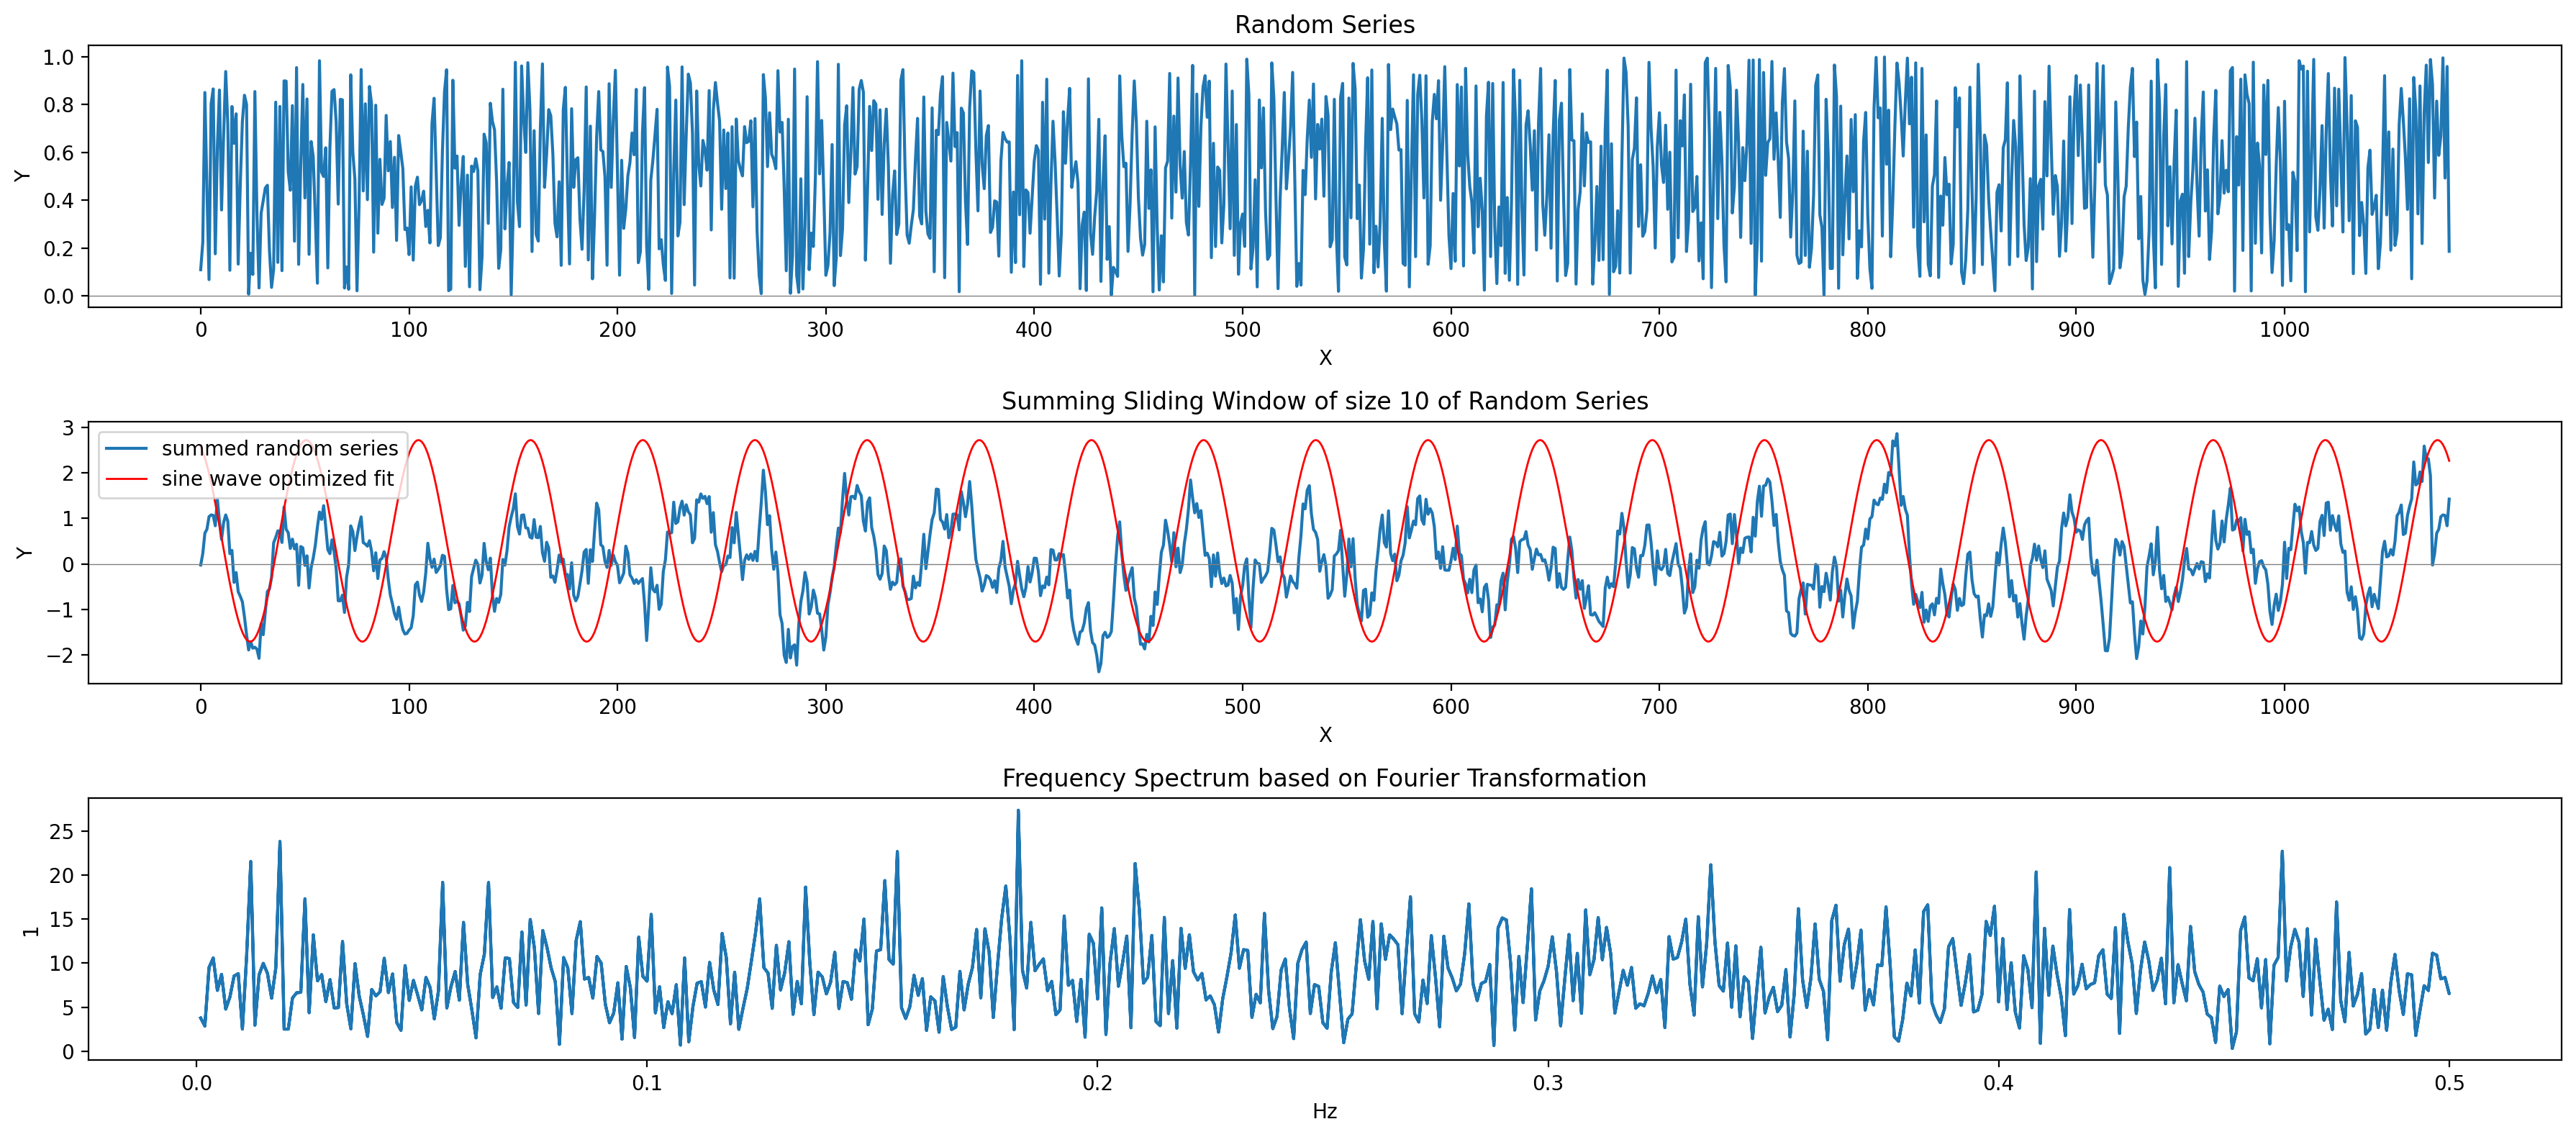 Random Series
1.0
0.8
0.6
0.4
0.2
0.0
Y
0 100 200 300 400 500 600 700 800 900 1000
X
Summing Sliding Window of size 10 of Random Series
3
2
1
0
−1
−2
Y
summed random series
sine wave optimized fit
0 100 200 300 400 500 600 700 800 900 1000
X
Frequency Spectrum based on Fourier Transformation
25
20
15
10
5
0
1
0.0 0.1 0.2 0.3 0.4 0.5
Hz